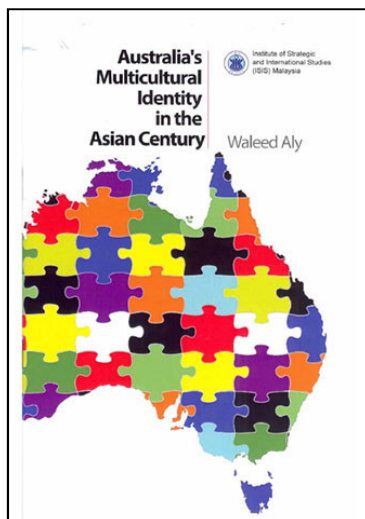 Australia's
Multicultural
Identity
in the
Asian Century
Institute of Strategic
and International Studies
(ISIS) Malaysia
Waleed Aly